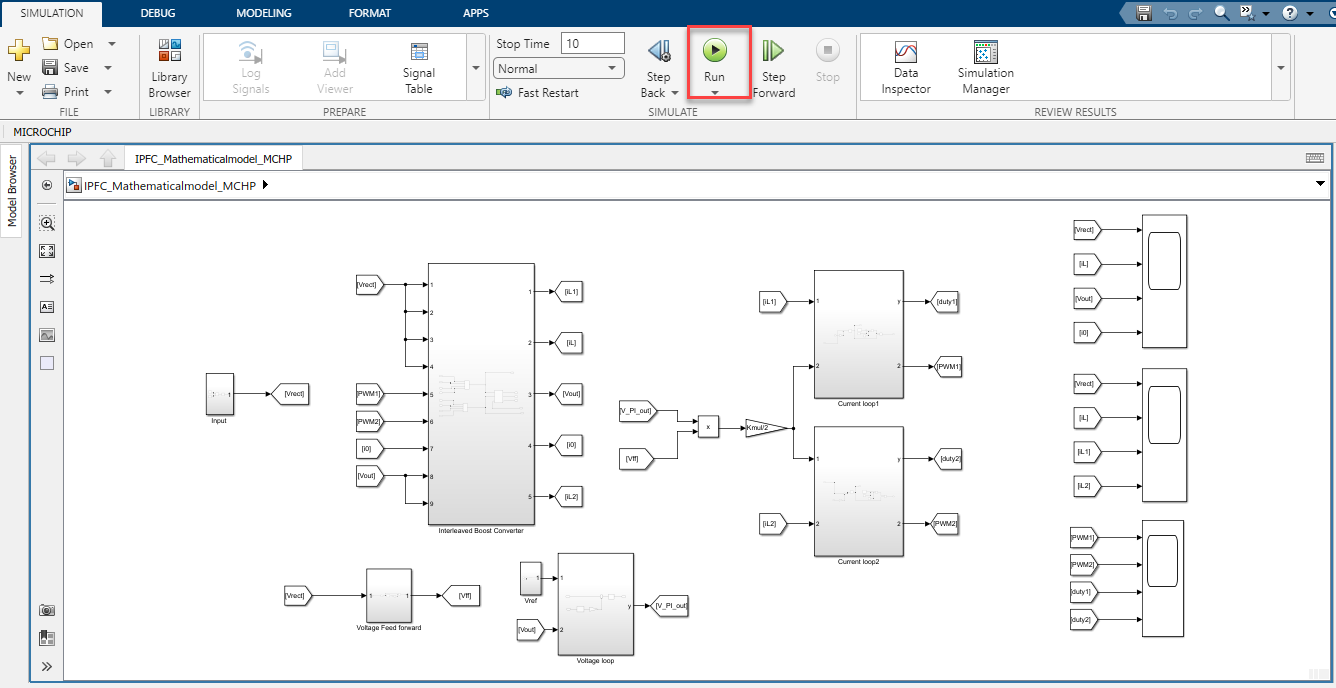 SIMULATION DEBUG MODELING FORMAT APPS
New
Open
Save
Print
FILE
Library
Browser
LIBRARY
Log
Signals
Add
Viewer
Signal
Table
PREPARE
Stop Time 10
Normal
Fast Restart
Step
Back
Run
Step
Forward
Stop
SIMULATE
Data
Inspector
Simulation
Manager
REVIEW RESULTS
MICROCHIP
Model Browser
IPFC_Mathematicalmodel_MCHP
IPFC_Mathematicalmodel_MCHP
1
Input
[Vrect]
[Vrect]
[PWM1]
[PWM2]
[i0]
[Vout]
1
2
3
4
5
6
7
8
9
1
2
3
4
5
Interleaved Boost Converter
[iL1]
[iL]
[Vout]
[i0]
[iL2]
[V_PI_out]
[Vff]
x
Kmul/2
[iL1]
1
2
y
2
Current loop1
[duty1]
[PWM1]
[iL2]
1
2
y
2
Current loop2
[duty2]
[PWM2]
[Vrect]
1
1
Voltage Feed forward
[Vff]
1
Vref
[Vout]
1
2
y
Voltage loop
[V_PI_out]
[Vrect]
[iL]
[Vout]
[i0]
[Vrect]
[iL]
[iL1]
[iL2]
[PWM1]
[PWM2]
[duty1]
[duty2]